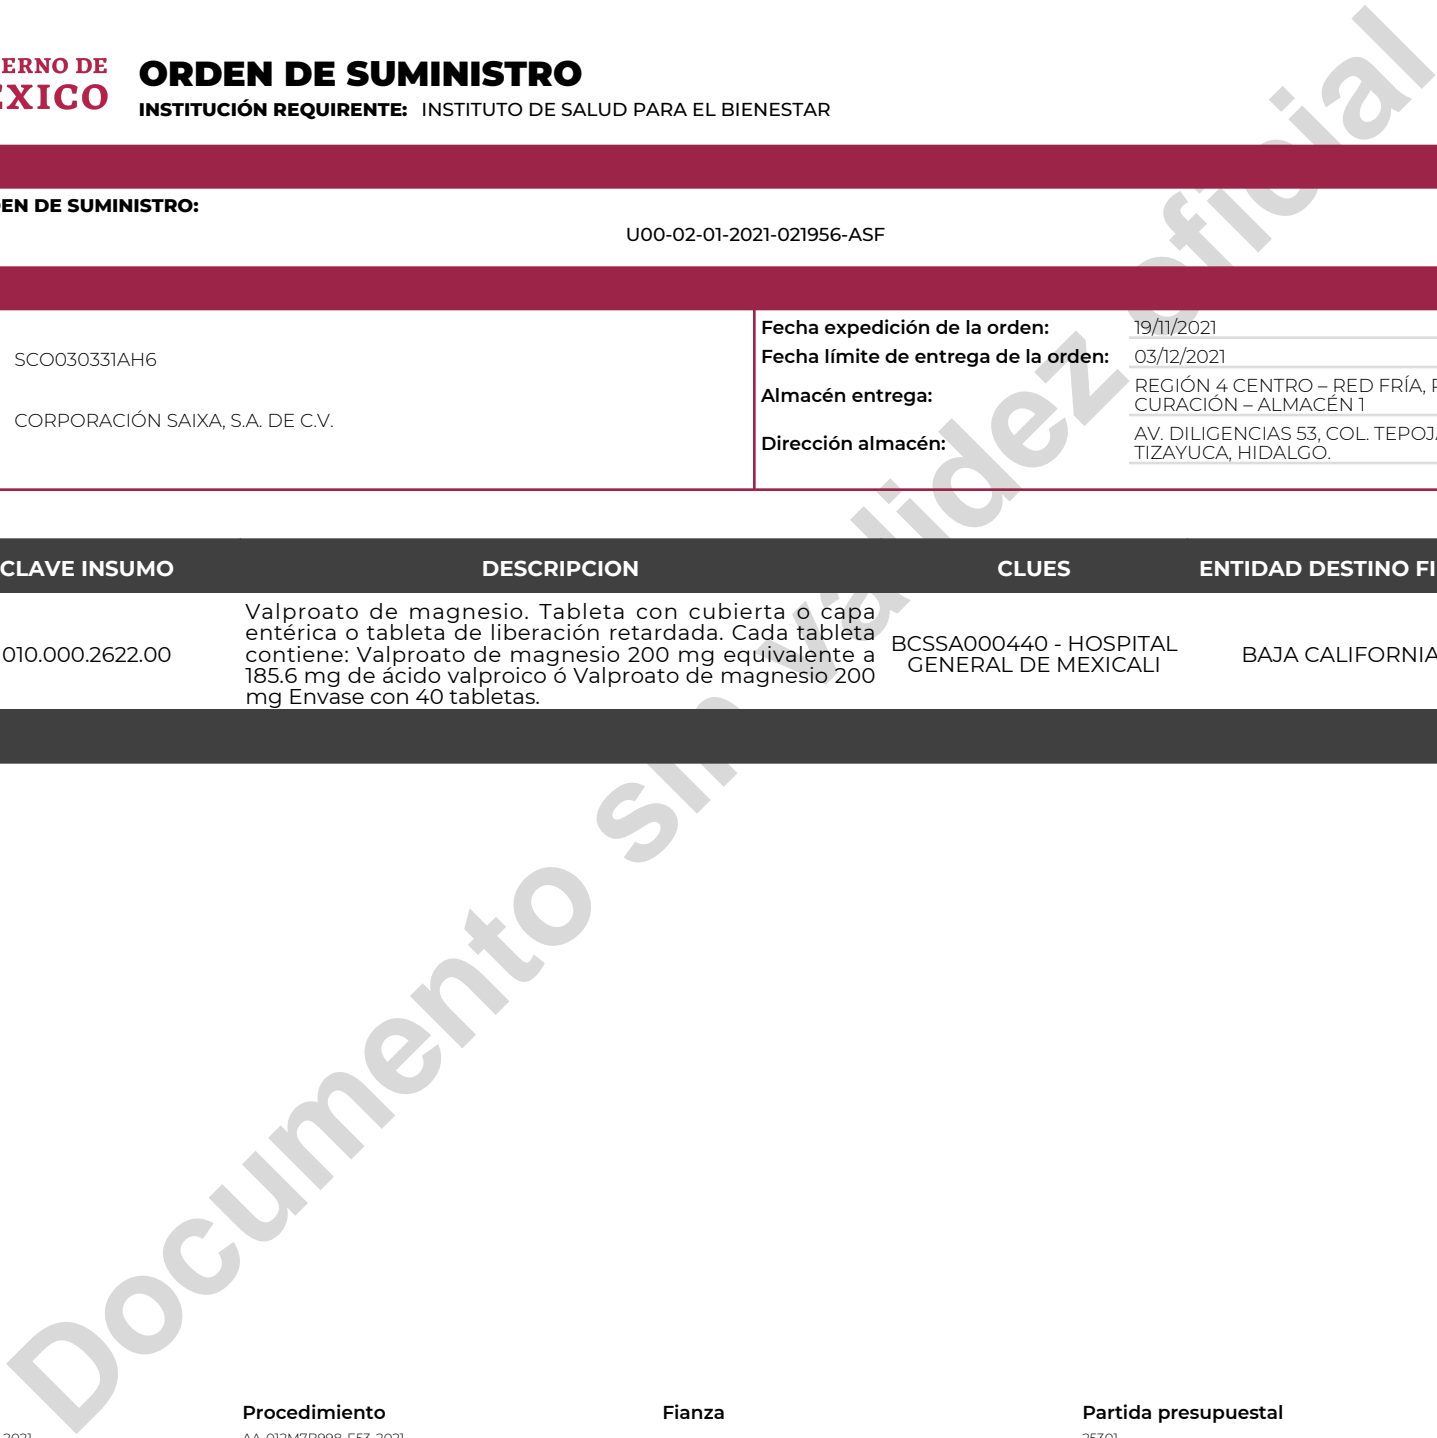 ERNO DE
EXICO
ORDEN DE SUMINISTRO
INSTITUCIÓN REQUIRENTE: INSTITUTO DE SALUD PARA EL BIENESTAR
EN DE SUMINISTRO:
U00-02-01-2021-021956-ASF
SCO030331AH6
CORPORACIÓN SAIXA, S.A. DE C.V.
Fecha expedición de la orden: 19/11/2021
Fecha límite de entrega de la orden: 03/12/2021
Almacén entrega:
REGIÓN 4 CENTRO – RED FRÍA,
CURACIÓN – ALMACÉN 1
Dirección almacén:
AV. DILIGENCIAS 53, COL. TEPOJA
TIZAYUCA, HIDALGO.
CLAVE INSUMO DESCRIPCION CLUES ENTIDAD DESTINO FI
010.000.2622.00
Valproato de magnesio. Tableta con cubierta o capa
entérica o tableta de liberación retardada. Cada tableta
contiene: Valproato de magnesio 200 mg equivalente a
185.6 mg de ácido valproico ó Valproato de magnesio 200
mg Envase con 40 tabletas.
BCSSA000440 - HOSPITAL
GENERAL DE MEXICALI
BAJA CALIFORNIA
Documento sin validez oficial
Procedimiento Fianza Partida presupuestal